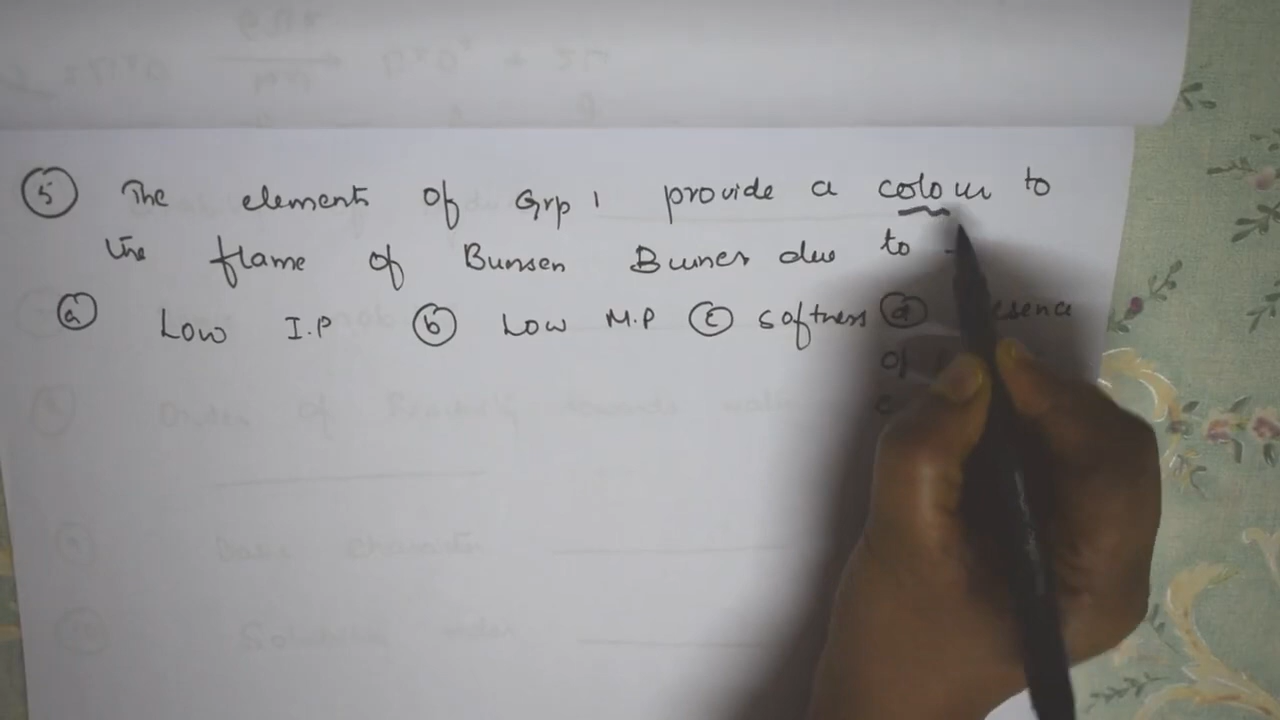 5 The element of Grp 1 provide a colour to
the flame of Bunsen Burner due to
a Low I.P b Low M.P c softness d
of